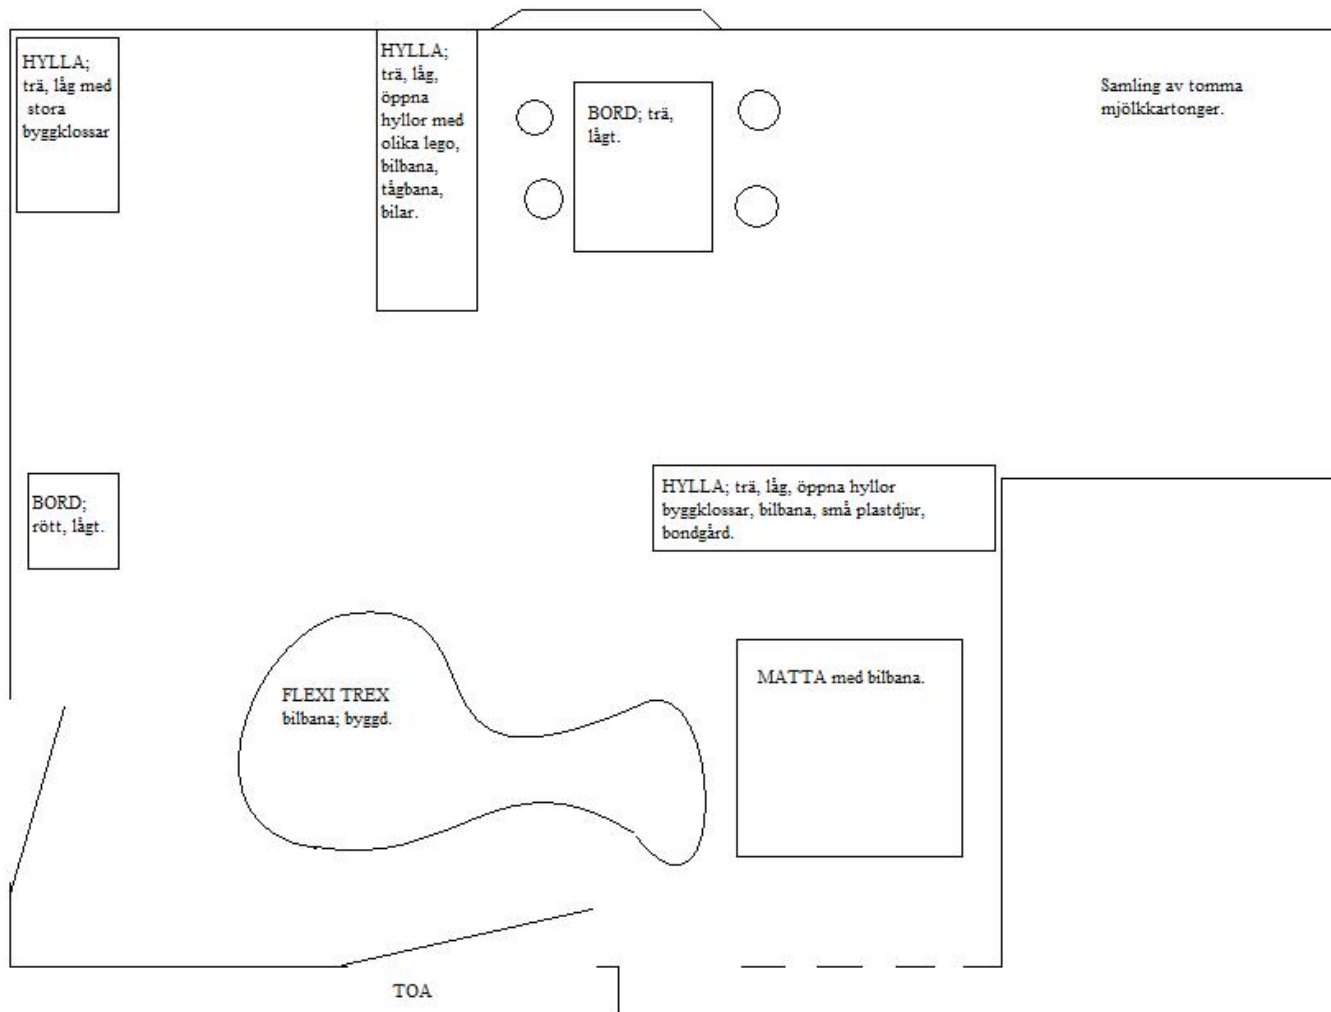 HYLLA;
trä, låg med
stora
byggklossar
HYLLA;
trä, låg,
öppna
hyllor med
olika lego,
bilbana,
tågbana,
bilar.
BORD; trä,
lågt.
Samling av tomma
mjölkkartonger.
BORD;
rött, lågt.
HYLLA; trä, låg, öppna hyllor
byggklossar, bilbana, små plastdjur,
bondgård.
FLEXI TREX
bilbana; byggd.
MATTA med bilbana.
TOA